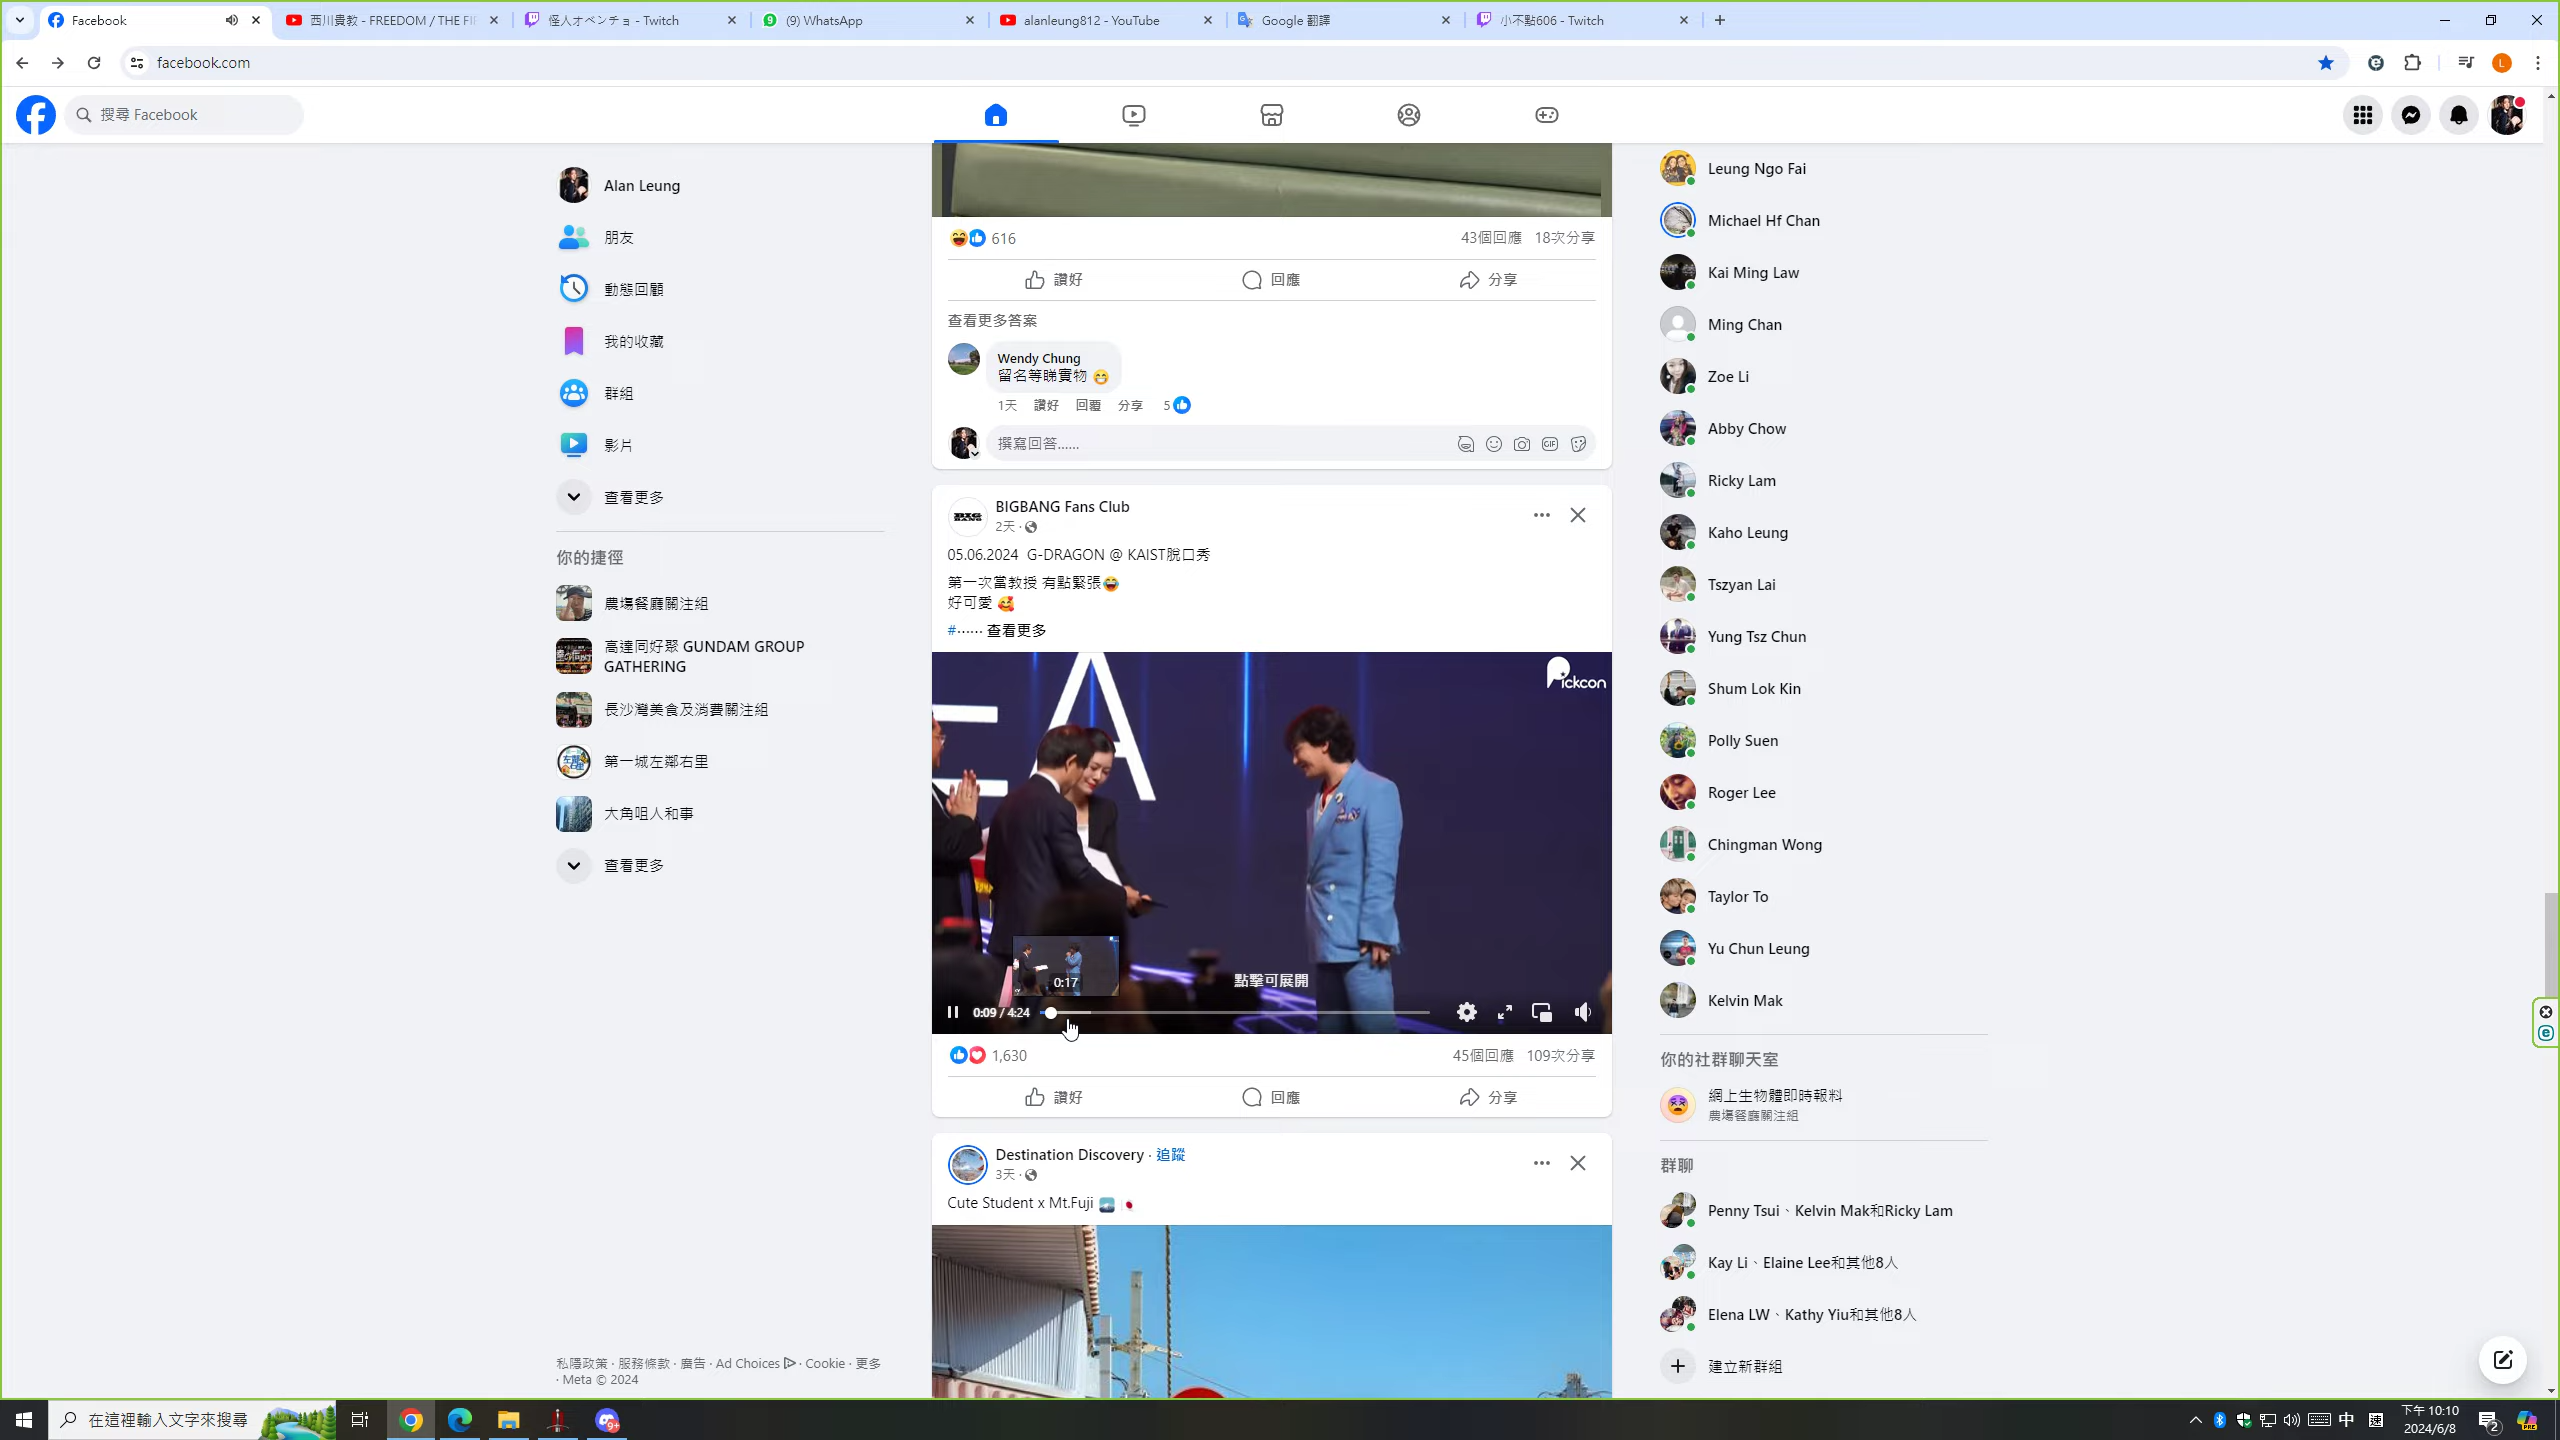 Facebook
西川貴教 - FREEDOM / THE FI
怪人オベンチョ - Twitch
(9) WhatsApp
alanleung812 - YouTube
Google 翻譯
小不點606 - Twitch
facebook.com
L
搜尋 Facebook
Alan Leung
朋友
動態回顧
我的收藏
群組
影片
查看更多
你的捷徑
農場餐廳關注組
高達同好聚 GUNDAM GROUP
GATHERING
長沙灣美食及消費關注組
第一城左鄰右里
大角咀人和事
查看更多
私隱政策 · 服務條款 · 廣告 · Ad Choices · Cookie · 更多
· Meta © 2024
616
43個回應 18次分享
讚好 回應 分享
查看更多答案
Wendy Chung
留名等睇實物 😁
1天 讚好 回覆 分享 5
撰寫回答......
GIF
BIG
BANG
BIGBANG Fans Club
2天 ·
05.06.2024 G-DRAGON @ KAIST脫口秀
第一次當教授 有點緊張😂
好可愛 🥰
#...... 查看更多
EA
Pickcon
0:17
點擊可展開
0:09 / 4:24
1,630
45個回應 109次分享
讚好 回應 分享
Destination Discovery · 追蹤
3天 ·
Cute Student x Mt.Fuji 🗻 🇯🇵
Leung Ngo Fai
Michael Hf Chan
Kai Ming Law
Ming Chan
Zoe Li
Abby Chow
Ricky Lam
Kaho Leung
Tszyan Lai
Yung Tsz Chun
Shum Lok Kin
Polly Suen
Roger Lee
Chingman Wong
Taylor To
Yu Chun Leung
Kelvin Mak
你的社群聊天室
網上生物體即時報料
農場餐廳關注組
群聊
Penny Tsui、Kelvin Mak和Ricky Lam
Kay Li、Elaine Lee和其他8人
Elena LW、Kathy Yiu和其他8人
建立新群組
在這裡輸入文字來搜尋
9+
中
速
下午 10:10
2024/6/8
2
PRE